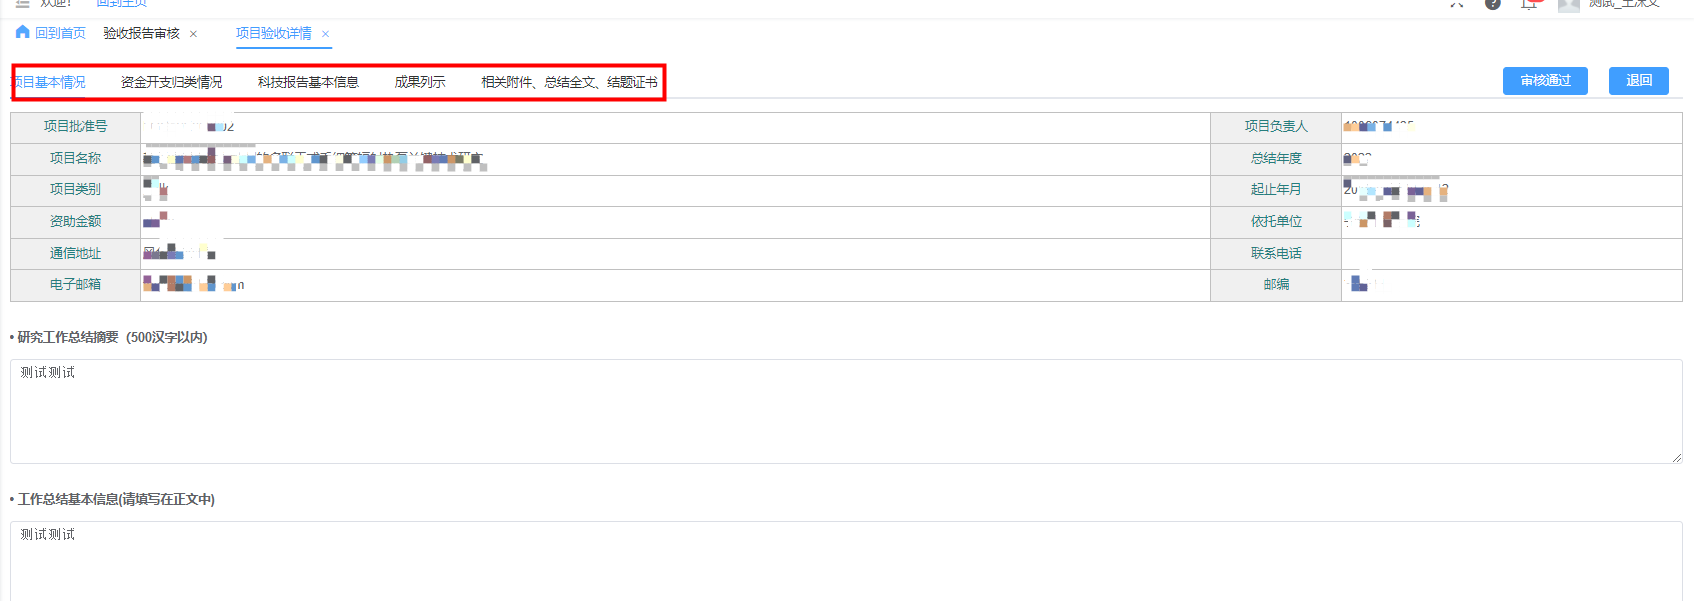 欢迎! 回到主页
回到首页 验收报告审核 × 项目验收详情 ×
项目基本情况 资金开支归类情况 科技报告基本信息 成果列示 相关附件、总结全文、结题证书 审核通过 退回
项目批准号 项目负责人
项目名称 总结年度
项目类别 起止年月
资助金额 依托单位
通信地址 联系电话
电子邮箱 邮编
• 研究工作总结摘要 (500汉字以内)
测试测试
• 工作总结基本信息(请填写在正文中)
测试测试